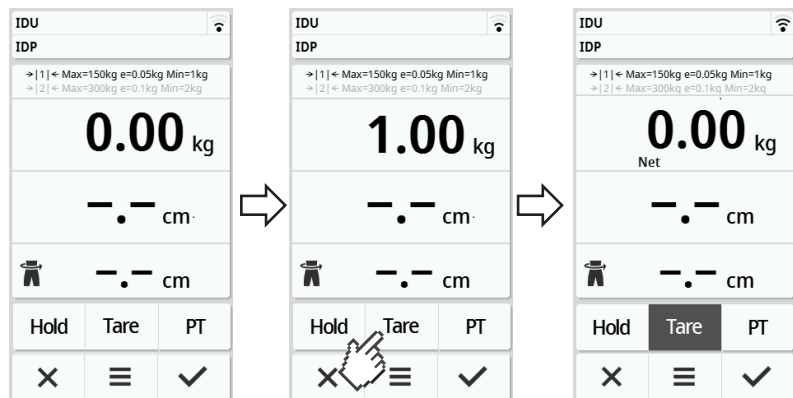 IDU
IDP
→|1|← Max=150kg e=0.05kg Min=1kg
→|2|← Max=300kg e=0.1kg Min=2kg
0.00 kg
–.– cm
–.– cm
Hold Tare PT
IDU
IDP
→|1|← Max=150kg e=0.05kg Min=1kg
→|2|← Max=300kg e=0.1kg Min=2kg
1.00 kg
–.– cm
–.– cm
Hold Tare PT
IDU
IDP
→|1|← Max=150kg e=0.05kg Min=1kg
→|2|← Max=300kg e=0.1kg Min=2kg
0.00 kg
Net
–.– cm
–.– cm
Hold Tare PT